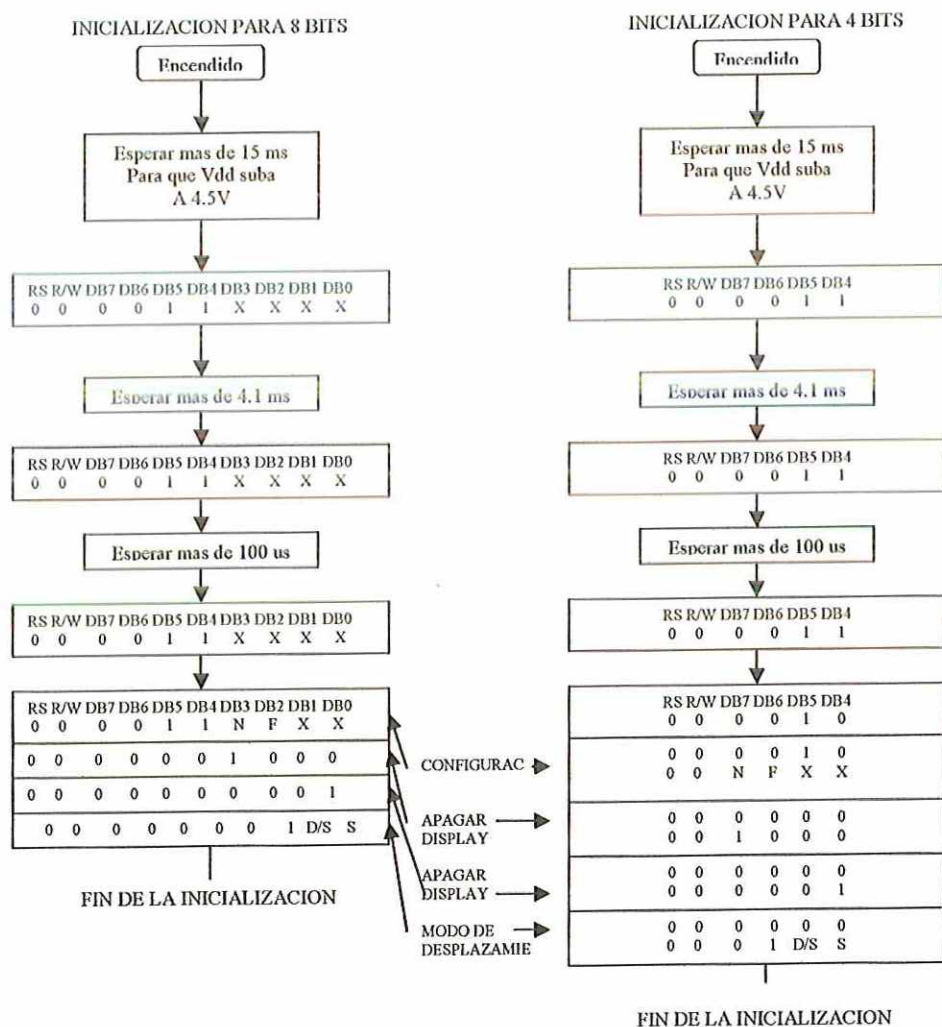 INICIALIZACION PARA 8 BITS
Encendido
Esperar mas de 15 ms
Para que Vdd suba
A 4.5V
RS R/W DB7 DB6 DB5 DB4 DB3 DB2 DB1 DB0
0 0 0 0 1 1 X X X X
Esperar mas de 4.1 ms
RS R/W DB7 DB6 DB5 DB4 DB3 DB2 DB1 DB0
0 0 0 0 1 1 X X X X
Esperar mas de 100 us
RS R/W DB7 DB6 DB5 DB4 DB3 DB2 DB1 DB0
0 0 0 0 1 1 X X X X
RS R/W DB7 DB6 DB5 DB4 DB3 DB2 DB1 DB0
0 0 0 0 1 1 N F X X
0 0 0 0 0 0 1 0 0 0
0 0 0 0 0 0 0 0 0 1
0 0 0 0 0 0 0 1 D/S S
FIN DE LA INICIALIZACION
CONFIGURAC
APAGAR
DISPLAY
APAGAR
DISPLAY
MODO DE
DESPLAZAMIE
INICIALIZACION PARA 4 BITS
Encendido
Esperar mas de 15 ms
Para que Vdd suba
A 4.5V
RS R/W DB7 DB6 DB5 DB4
0 0 0 0 1 1
Esperar mas de 4.1 ms
RS R/W DB7 DB6 DB5 DB4
0 0 0 0 1 1
Esperar mas de 100 us
RS R/W DB7 DB6 DB5 DB4
0 0 0 0 1 1
RS R/W DB7 DB6 DB5 DB4
0 0 0 0 1 0
0 0 0 0 1 0
0 0 N F X X
0 0 0 0 0 0
0 0 1 0 0 0
0 0 0 0 0 0
0 0 0 0 0 1
0 0 0 0 0 0
0 0 0 1 D/S S
FIN DE LA INICIALIZACION